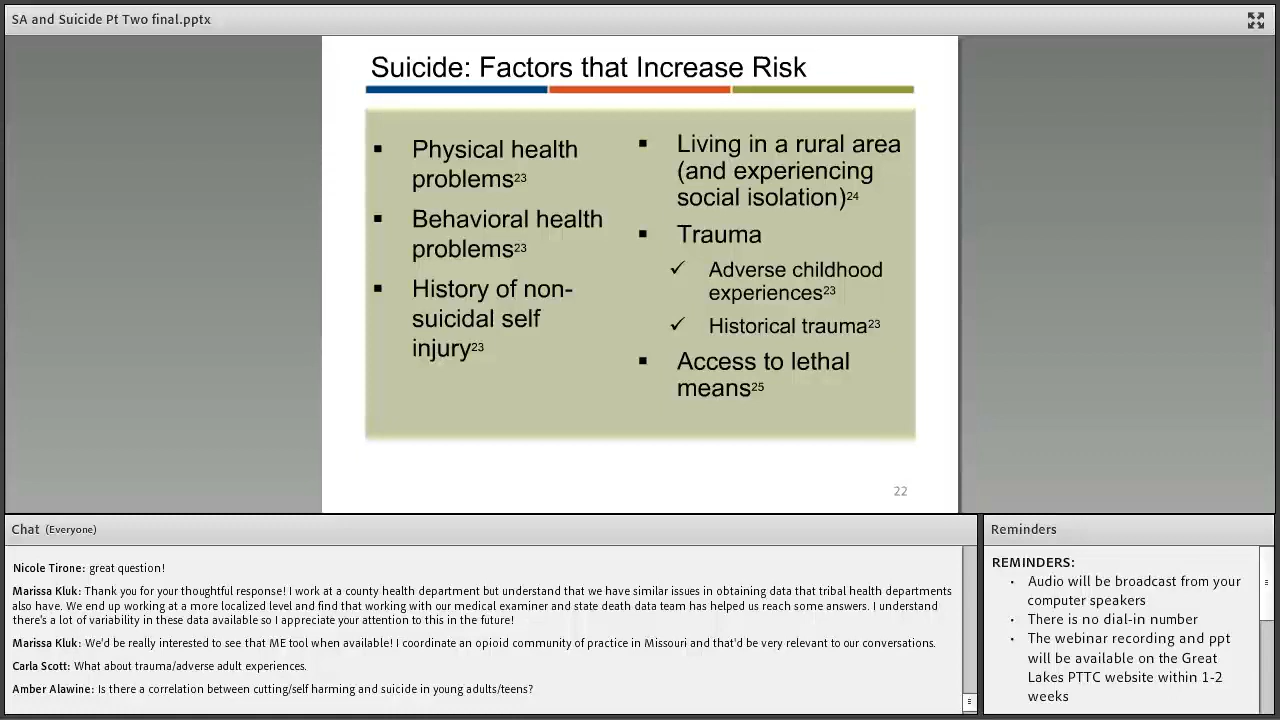 SA and Suicide Pt Two final.pptx
Suicide: Factors that Increase Risk
▪ Physical health
problems23
▪ Behavioral health
problems23
▪ History of non-
suicidal self
injury23
▪ Living in a rural area
(and experiencing
social isolation)24
▪ Trauma
✓ Adverse childhood
experiences23
✓ Historical trauma23
▪ Access to lethal
means25
22
Chat (Everyone)
Nicole Tirone: great question!
Marissa Kluk: Thank you for your thoughtful response! I work at a county health department but understand that we have similar issues in obtaining data that tribal health departments
also have. We end up working at a more localized level and find that working with our medical examiner and state death data team has helped us reach some answers. I understand
there's a lot of variability in these data available so I appreciate your attention to this in the future!
Marissa Kluk: We'd be really interested to see that ME tool when available! I coordinate an opioid community of practice in Missouri and that'd be very relevant to our conversations.
Carla Scott: What about trauma/adverse adult experiences.
Amber Alawine: Is there a correlation between cutting/self harming and suicide in young adults/teens?
Reminders
REMINDERS:
• Audio will be broadcast from your
computer speakers
• There is no dial-in number
• The webinar recording and ppt
will be available on the Great
Lakes PTTC website within 1-2
weeks